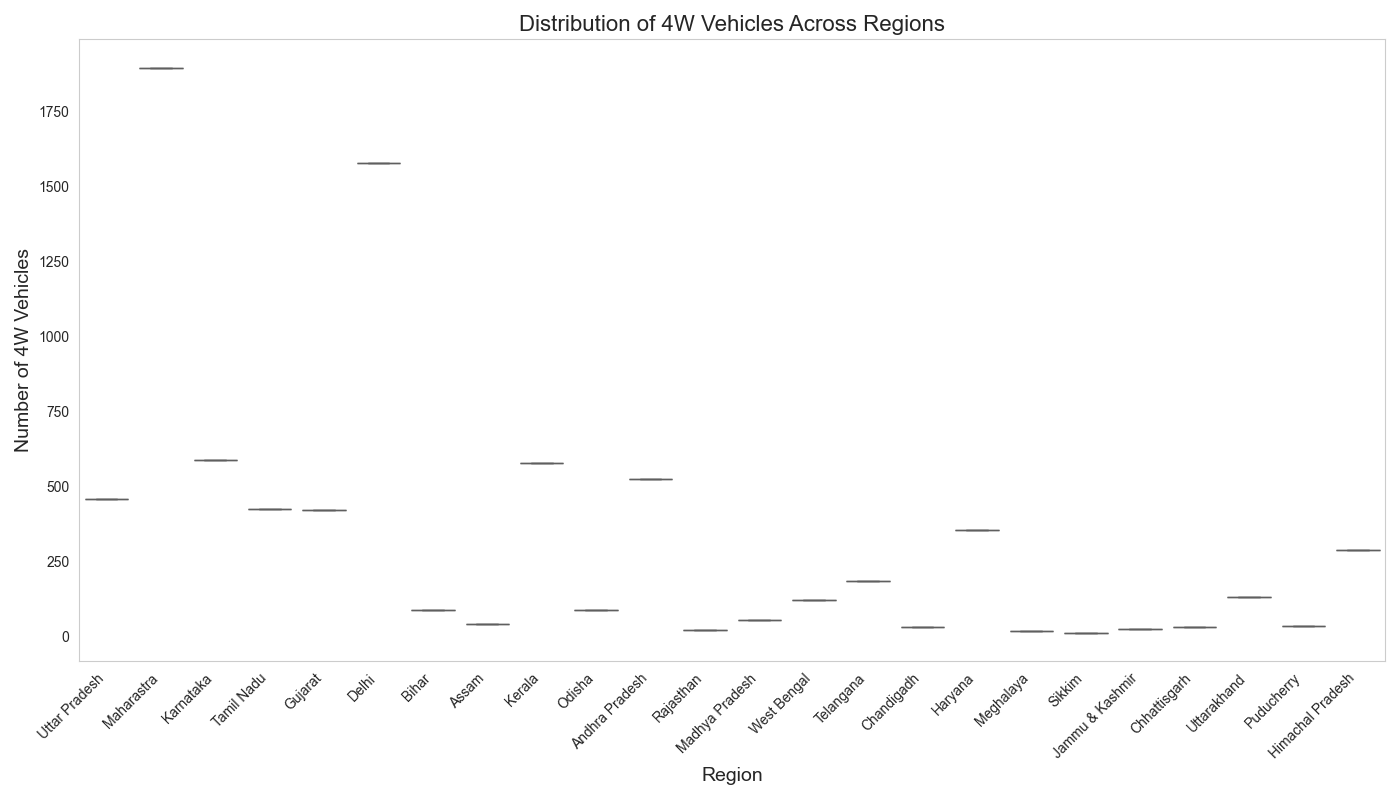 Distribution of 4W Vehicles Across Regions
Number of 4W Vehicles
1750
1500
1250
1000
750
500
250
0
Uttar Pradesh
Maharastra
Karnataka
Tamil Nadu
Gujarat
Delhi
Bihar
Assam
Kerala
Odisha
Andhra Pradesh
Rajasthan
Madhya Pradesh
West Bengal
Telangana
Chandigadh
Haryana
Meghalaya
Sikkim
Jammu & Kashmir
Chhattisgarh
Uttarakhand
Puducherry
Himachal Pradesh
Region